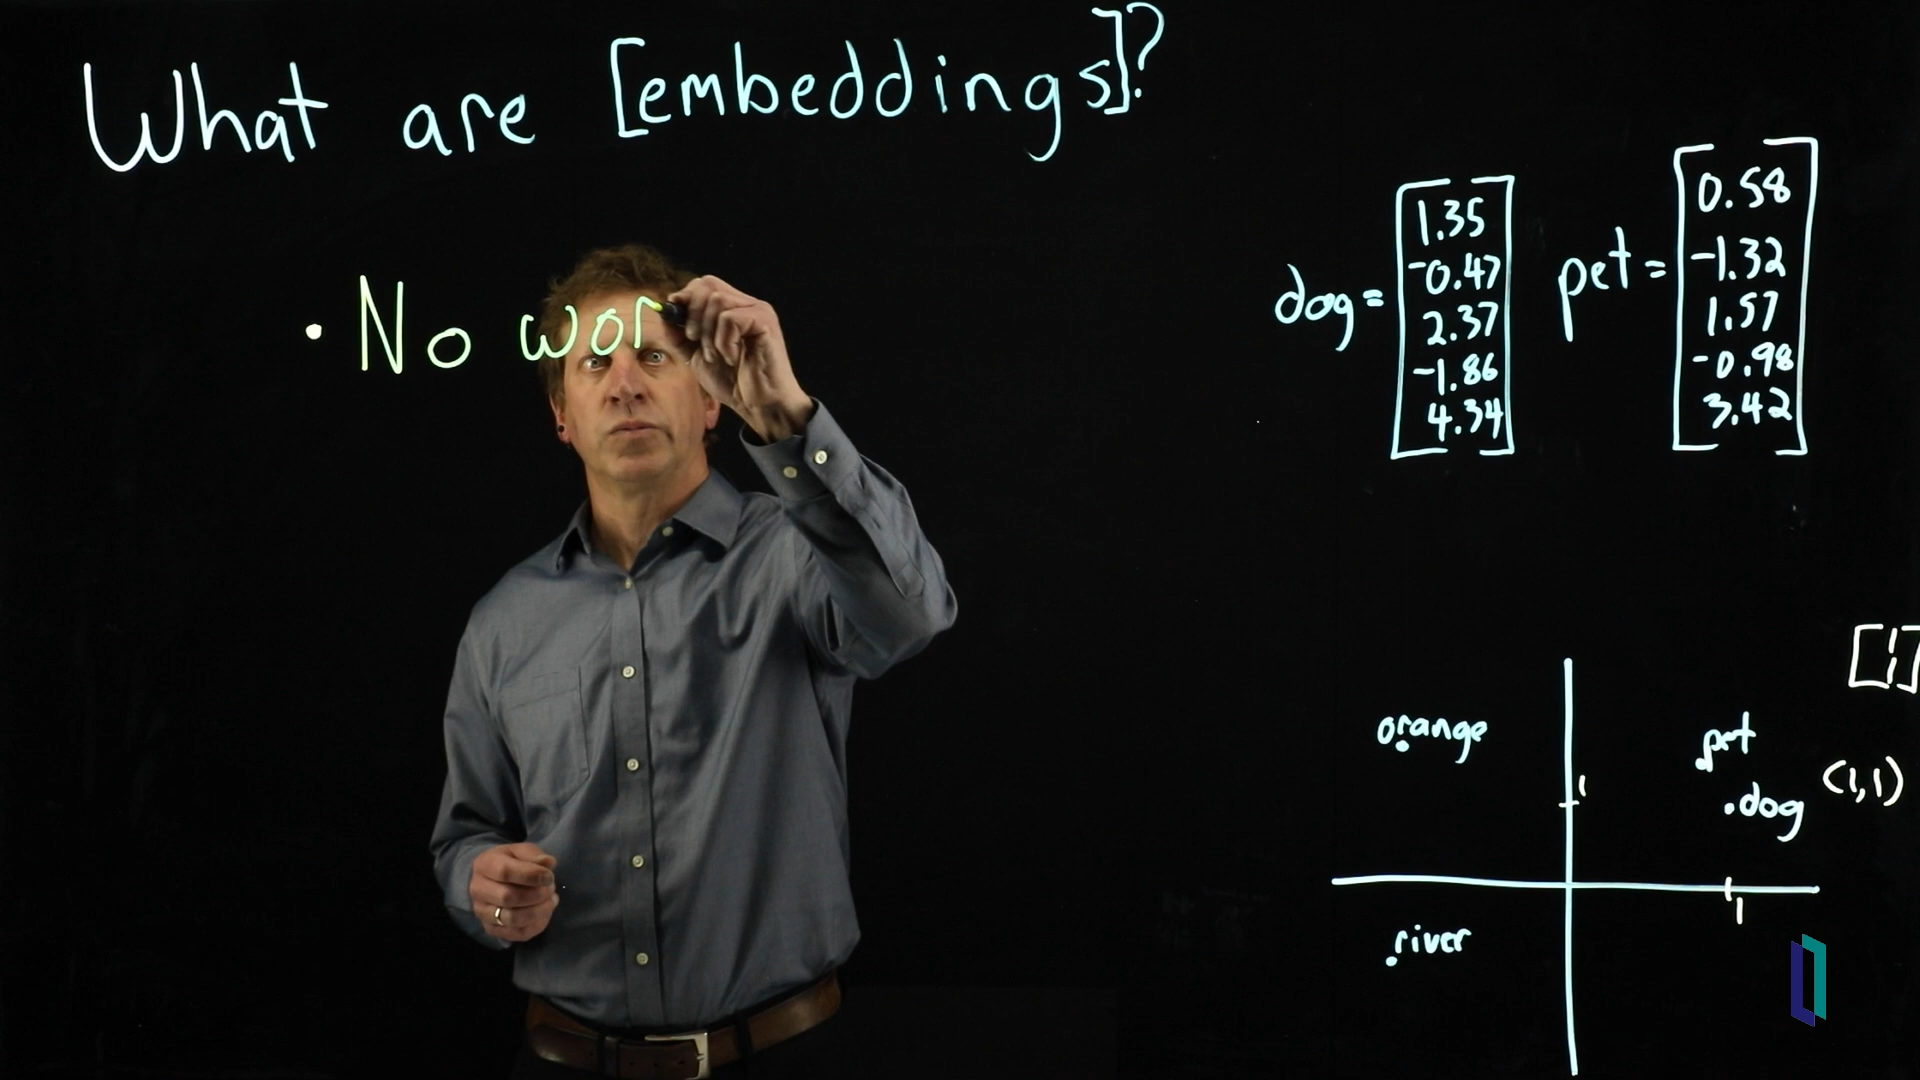 What are [embeddings]?
• No wor
dog = [1.35
-0.47
2.37
-1.86
4.34]
pet = [0.58
-1.32
1.57
-0.98
3.42]
[1]
orange
pet
(1,1)
1
.dog
1
river